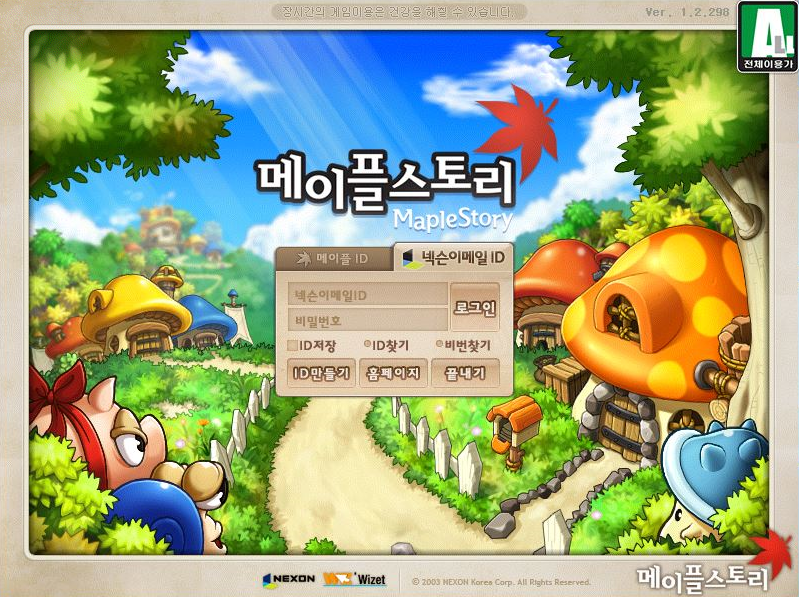 장시간의 게임이용은 건강을 해칠 수 있습니다.
Ver. 1.2.298
ALL
전체이용가
메이플스토리
MapleStory
메이플 ID
넥슨이메일 ID
넥슨이메일ID
로그인
비밀번호
ID저장
ID찾기
비번찾기
ID만들기
홈페이지
끝내기
NEXON
Wizet
© 2003 NEXON Korea Corp. All Rights Reserved.
메이플스토리